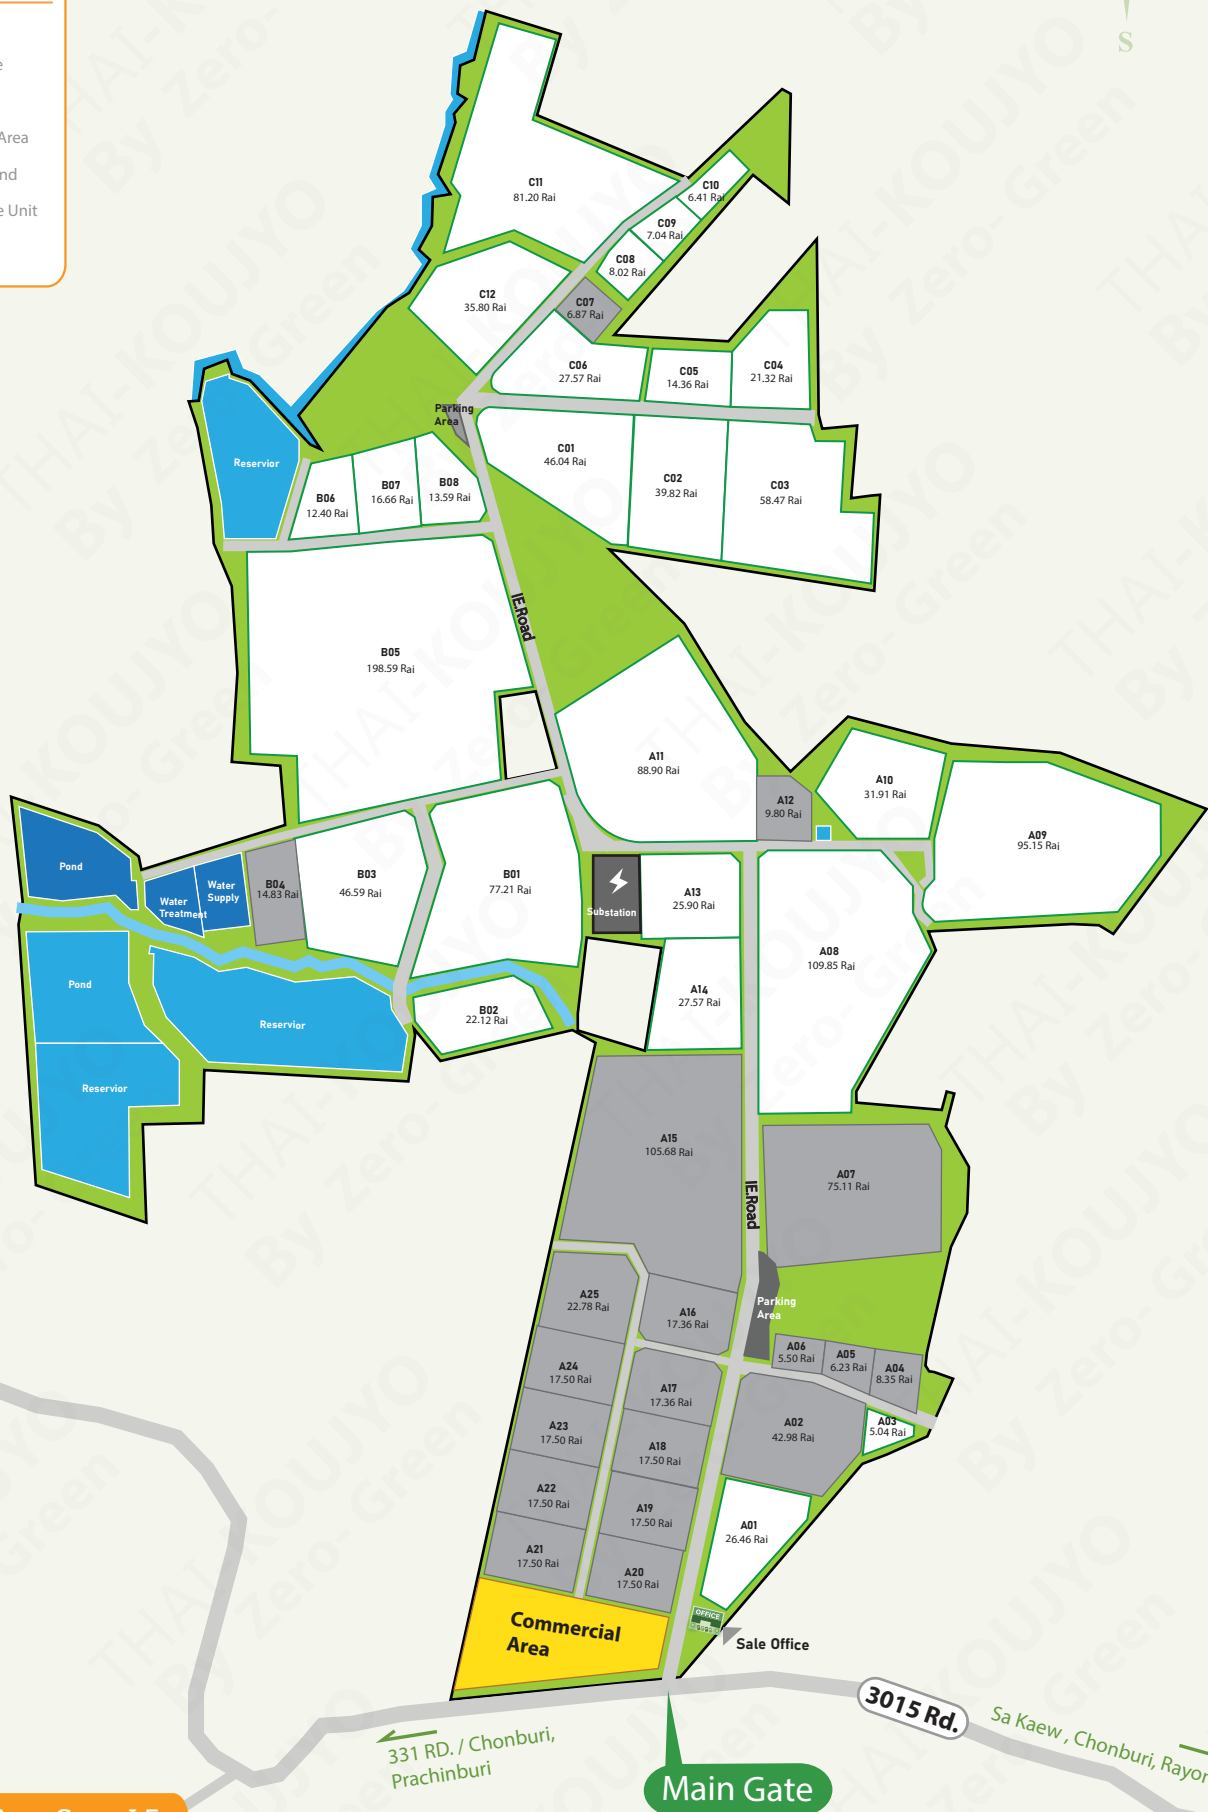 S
e
Area
nd
e Unit
C11
81.20 Rai
C10
6.41 Rai
C09
7.04 Rai
C08
8.02 Rai
C12
35.80 Rai
C07
6.87 Rai
C06
27.57 Rai
C05
14.36 Rai
C04
21.32 Rai
Parking
Area
C01
46.04 Rai
C02
39.82 Rai
C03
58.47 Rai
Reservior
B06
12.40 Rai
B07
16.66 Rai
B08
13.59 Rai
IE.Road
B05
198.59 Rai
A11
88.90 Rai
A12
9.80 Rai
A10
31.91 Rai
A09
95.15 Rai
Pond
Water
Treatment
Water
Supply
B04
14.83 Rai
B03
46.59 Rai
B01
77.21 Rai
Substation
A13
25.90 Rai
A08
109.85 Rai
A14
27.57 Rai
Pond
Reservior
B02
22.12 Rai
Reservior
A15
105.68 Rai
A07
75.11 Rai
IE.Road
A25
22.78 Rai
A16
17.36 Rai
Parking
Area
A06
5.50 Rai
A05
6.23 Rai
A04
8.35 Rai
A24
17.50 Rai
A17
17.36 Rai
A02
42.98 Rai
A03
5.04 Rai
A23
17.50 Rai
A18
17.50 Rai
A22
17.50 Rai
A19
17.50 Rai
A01
26.46 Rai
A21
17.50 Rai
A20
17.50 Rai
Commercial
Area
OFFICE
Sale Office
3015 Rd.
331 RD. / Chonburi,
Prachinburi
Sa Kaew , Chonburi, Rayon
Main Gate
THAI-KOUJYO
By Zero-Green